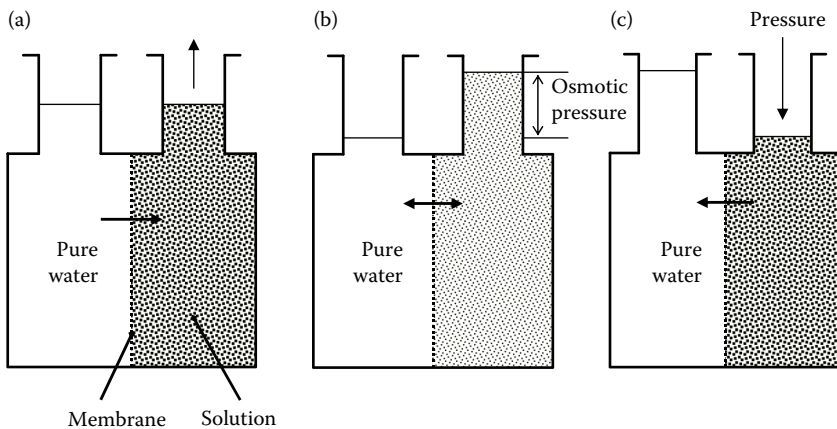 (a)
(b)
(c)
Pressure
Osmotic
pressure
Pure
water
Pure
water
Pure
water
Membrane
Solution